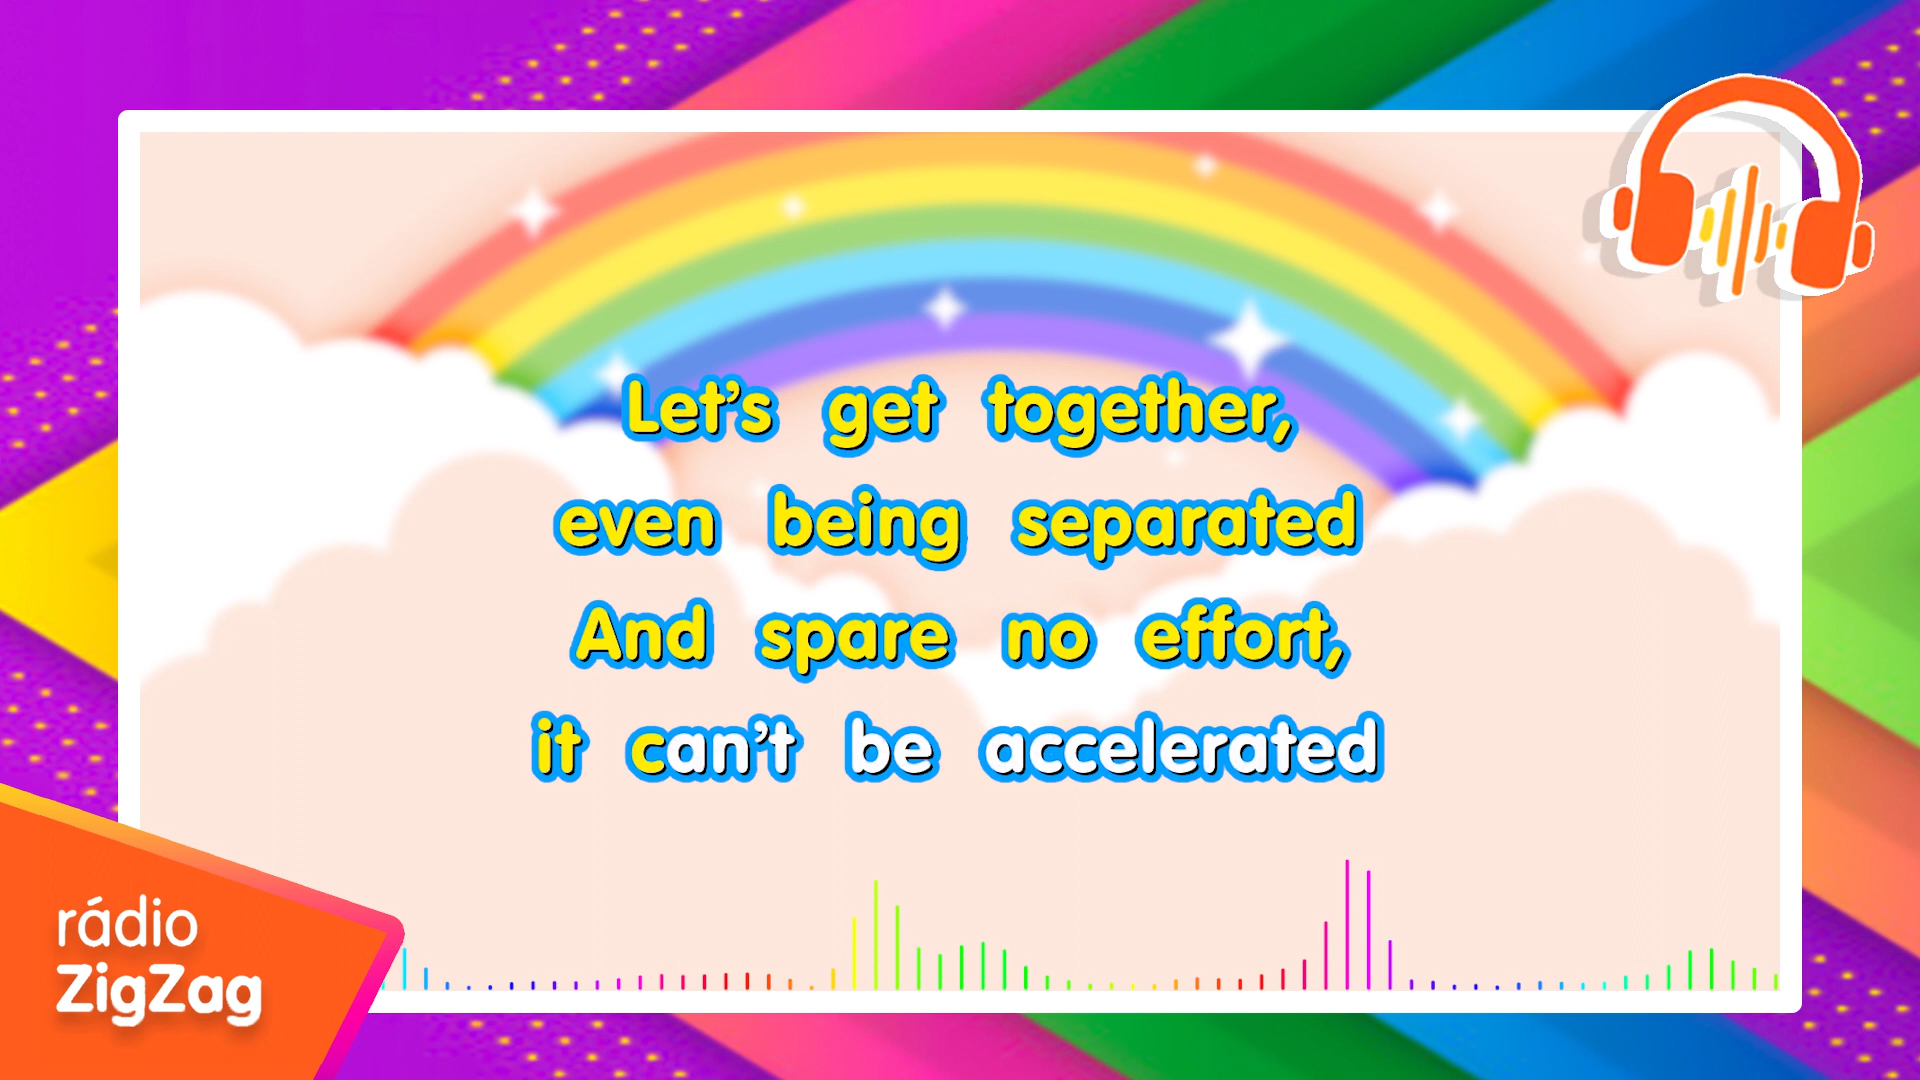 Let's get together,
even being separated
And spare no effort,
it can't be accelerated
rádio
ZigZag